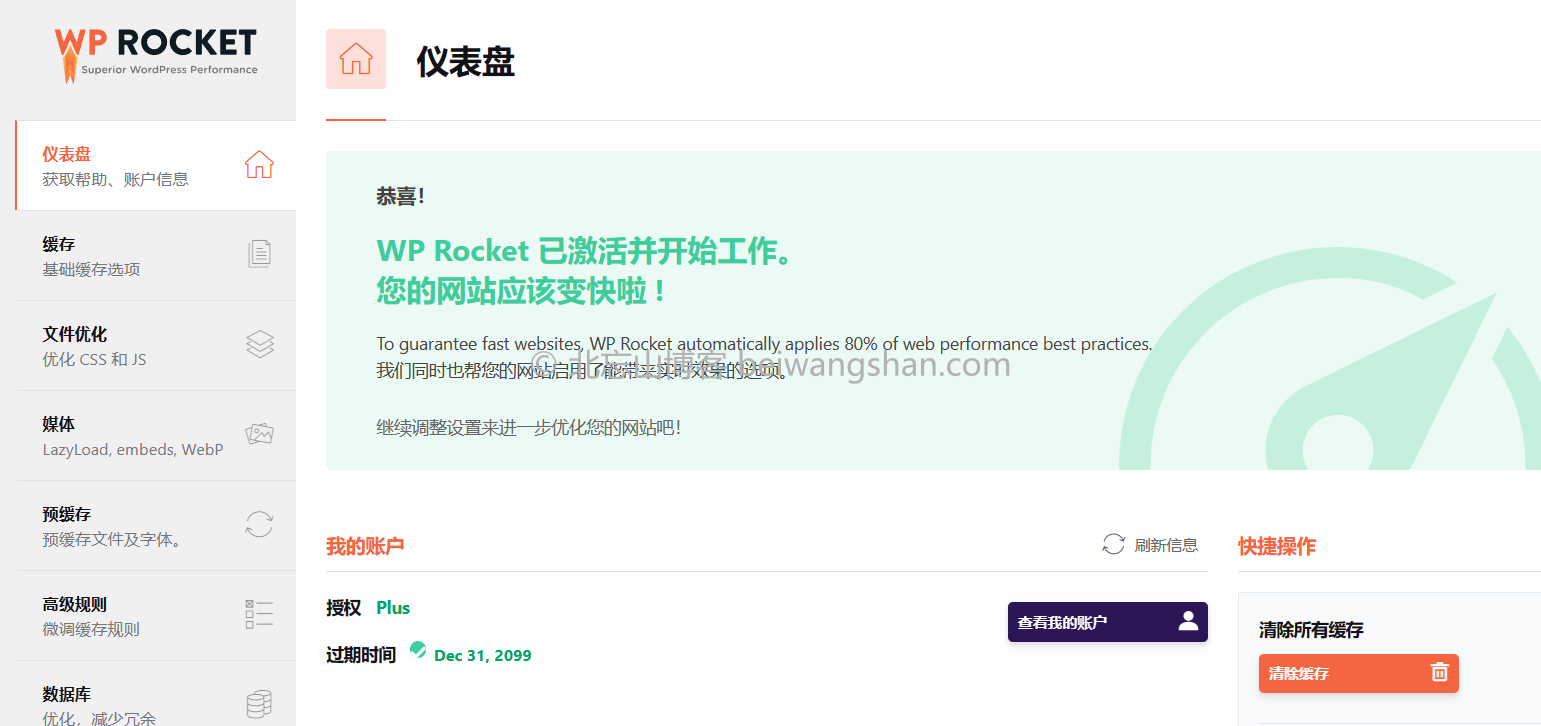 WP ROCKET
Superior WordPress Performance
仪表盘
获取帮助、账户信息
缓存
基础缓存选项
文件优化
优化 CSS 和 JS
媒体
LazyLoad, embeds, WebP
预缓存
预缓存文件及字体。
高级规则
微调缓存规则
数据库
优化，减少冗余
仪表盘
恭喜！
WP Rocket 已激活并开始工作。
您的网站应该变快啦！
To guarantee fast websites, WP Rocket automatically applies 80% of web performance best practices.
我们同时也帮您的网站启用了能带来实时效果的选项。
© 北忘山博客 beiwangshan.com
继续调整设置来进一步优化您的网站吧！
我的账户
刷新信息
授权 Plus
查看我的账户
过期时间 Dec 31, 2099
快捷操作
清除所有缓存
清除缓存